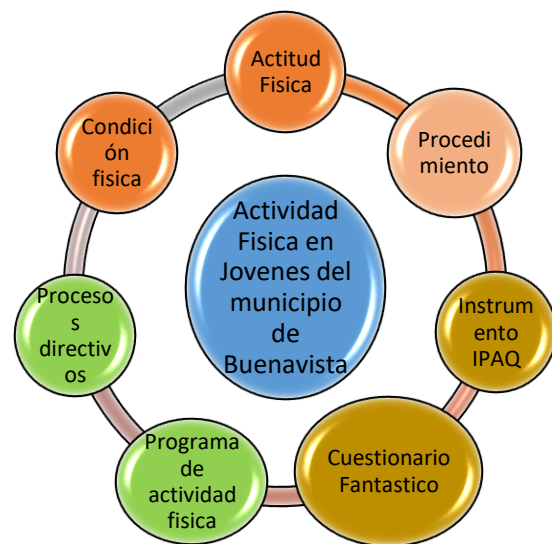 Actitud
Fisica
Procedi
miento
Instrum
ento
IPAQ
Cuestionario
Fantastico
Programa
de
actividad
fisica
Proceso
s
directiv
os
Condici
ón
fisica
Actividad
Fisica en
Jovenes del
municipio
de
Buenavista